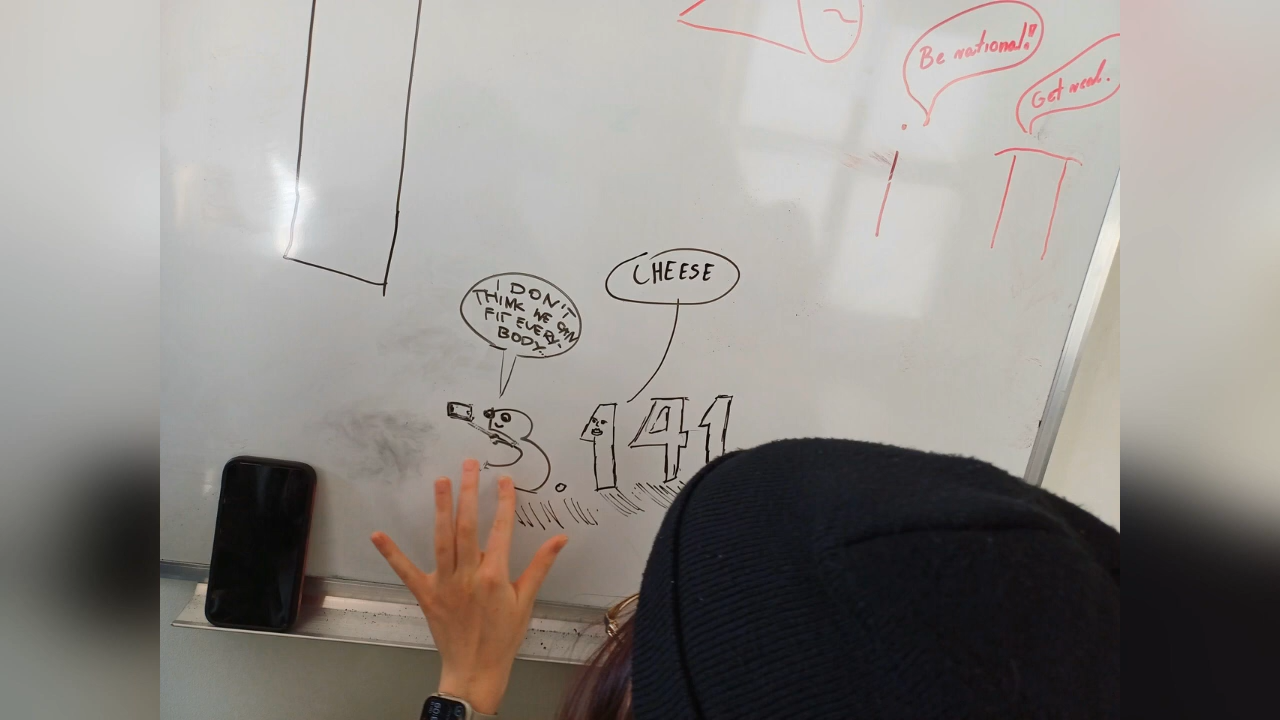 Be rational!!
Get real.
i
π
CHEESE
I DON'T
THINK WE CAN
FIT EVERY-
BODY.
3.141